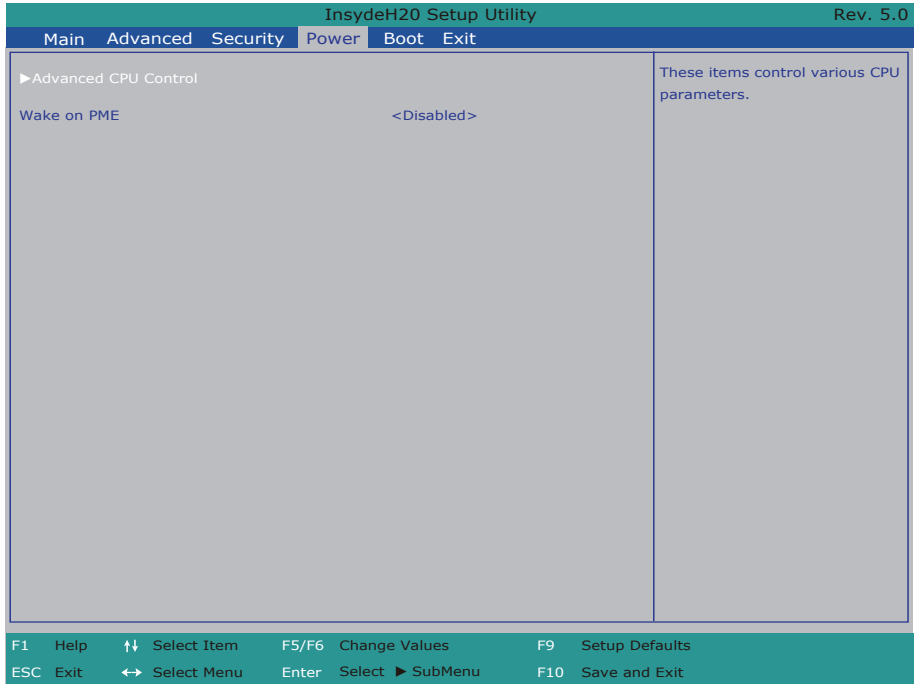 InsydeH20 Setup Utility Rev. 5.0
Main Advanced Security Power Boot Exit
►Advanced CPU Control
Wake on PME <Disabled>
These items control various CPU
parameters.
F1 Help ↑↓ Select Item F5/F6 Change Values F9 Setup Defaults
ESC Exit ↔ Select Menu Enter Select ► SubMenu F10 Save and Exit